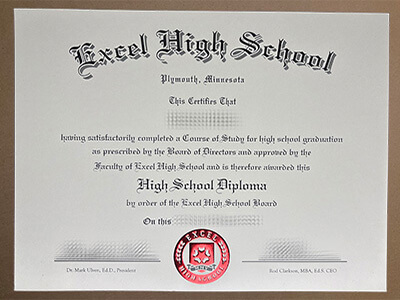 Excel High School
Plymouth, Minnesota
This Certifies That
having satisfactorily completed a Course of Study for high school graduation
as prescribed by the Board of Directors and approved by the
Faculty of Excel High School and is therefore awarded this
High School Diploma
by order of the Excel High School Board
On this
EXCEL
HIGH SCHOOL
Dr. Mark Ulven, Ed.D., President
Rod Clarkson, MBA, Ed.S. CEO